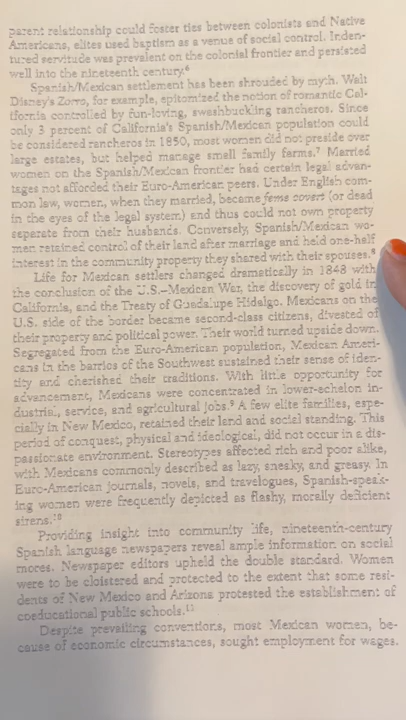 parent relationship could foster ties between colonists and Native
Americans, elites used baptism as a venue of social control. Inden-
tured servitude was prevalent on the colonial frontier and persisted
well into the nineteenth century.⁶
Spanish/Mexican settlement has been shrouded by myth. Walt
Disney's Zorro, for example, epitomized the notion of romantic Cal-
ifornia controlled by fun-loving, swashbuckling rancheros. Since
only 3 percent of California's Spanish/Mexican population could
be considered rancheros in 1850, most women did not preside over
large estates, but helped manage small family farms.⁷ Married
women on the Spanish/Mexican frontier had certain legal advan-
tages not afforded their Euro-American peers. Under English com-
mon law, women, when they married, became feme covert (or dead
in the eyes of the legal system) and thus could not own property
separate from their husbands. Conversely, Spanish/Mexican wo-
men retained control of their land after marriage and held one-half
interest in the community property they shared with their spouses.⁸
Life for Mexican settlers changed dramatically in 1848 with
the conclusion of the U.S.–Mexican War, the discovery of gold in
California, and the Treaty of Guadalupe Hidalgo. Mexicans on the
U.S. side of the border became second-class citizens, divested of
their property and political power. Their world turned upside down.
Segregated from the Euro-American population, Mexican Ameri-
cans in the barrios of the Southwest sustained their sense of iden-
tity and cherished their traditions. With little opportunity for
advancement, Mexicans were concentrated in lower-echelon in-
dustrial, service, and agricultural jobs.⁹ A few elite families, espe-
cially in New Mexico, retained their land and social standing. This
period of conquest, physical and ideological, did not occur in a dis-
passionate environment. Stereotypes affected rich and poor alike,
with Mexicans commonly described as lazy, sneaky, and greasy. In
Euro-American journals, novels, and travelogues, Spanish-speak-
ing women were frequently depicted as flashy, morally deficient
sirens.¹⁰
Providing insight into community life, nineteenth-century
Spanish language newspapers reveal ample information on social
mores. Newspaper editors upheld the double standard. Women
were to be cloistered and protected to the extent that some resi-
dents of New Mexico and Arizona protested the establishment of
coeducational public schools.¹¹
Despite prevailing conventions, most Mexican women, be-
cause of economic circumstances, sought employment for wages.